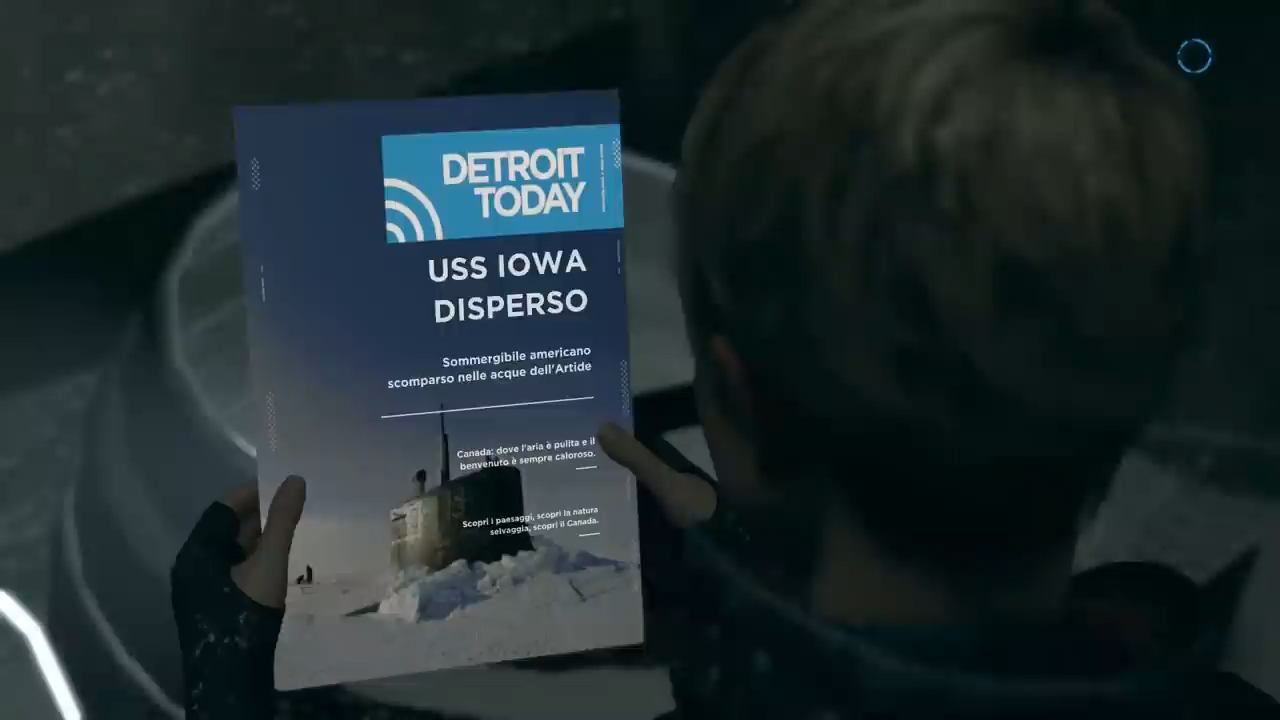 DETROIT
TODAY
USS IOWA
DISPERSO
Sommergibile americano
scomparso nelle acque dell'Artide
Canada: dove l'aria è pulita e il
benvenuto è sempre caloroso.
Scopri i paesaggi, scopri la natura
selvaggia, scopri il Canada.